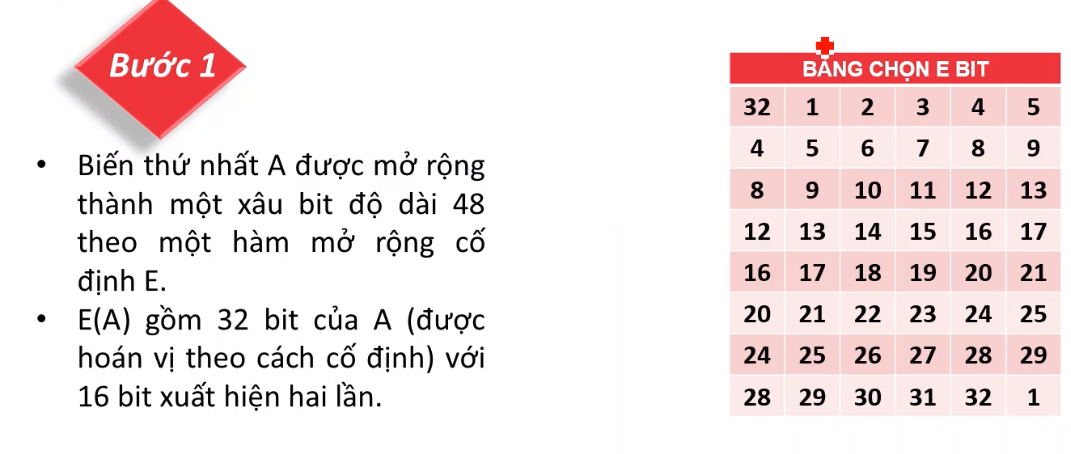 Bước 1
• Biến thứ nhất A được mở rộng
thành một xâu bit độ dài 48
theo một hàm mở rộng cố
định E.
• E(A) gồm 32 bit của A (được
hoán vị theo cách cố định) với
16 bit xuất hiện hai lần.
BẢNG CHỌN E BIT
32 1 2 3 4 5
4 5 6 7 8 9
8 9 10 11 12 13
12 13 14 15 16 17
16 17 18 19 20 21
20 21 22 23 24 25
24 25 26 27 28 29
28 29 30 31 32 1